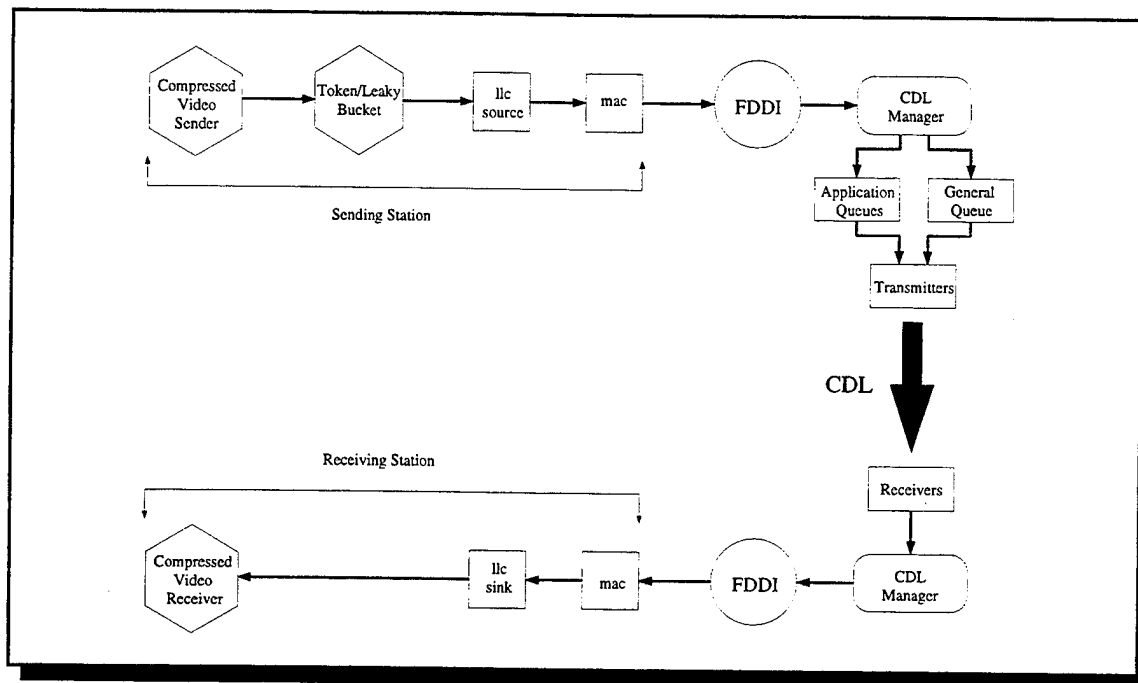 Compressed
Video
Sender
Token/Leaky
Bucket
llc
source
mac
FDDI
CDL
Manager
Sending Station
Application
Queues
General
Queue
Transmitters
CDL
Receiving Station
Receivers
Compressed
Video
Receiver
llc
sink
mac
FDDI
CDL
Manager